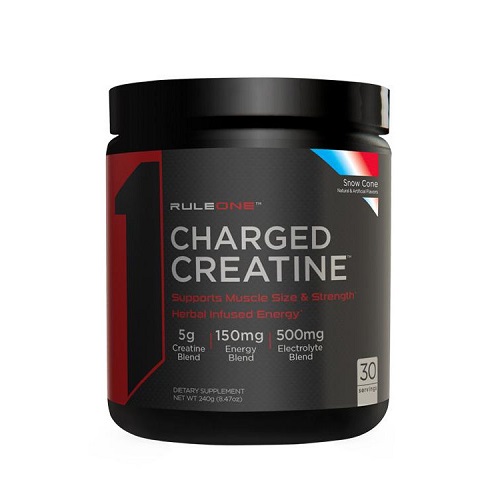 Snow Cone
Natural & Artificial Flavors
1
RULEONE™
CHARGED
CREATINE™
Supports Muscle Size & Strength
Herbal Infused Energy
5g
Creatine
Blend
150mg
Energy
Blend
500mg
Electrolyte
Blend
30
servings
DIETARY SUPPLEMENT
NET WT 240g (8.47oz)